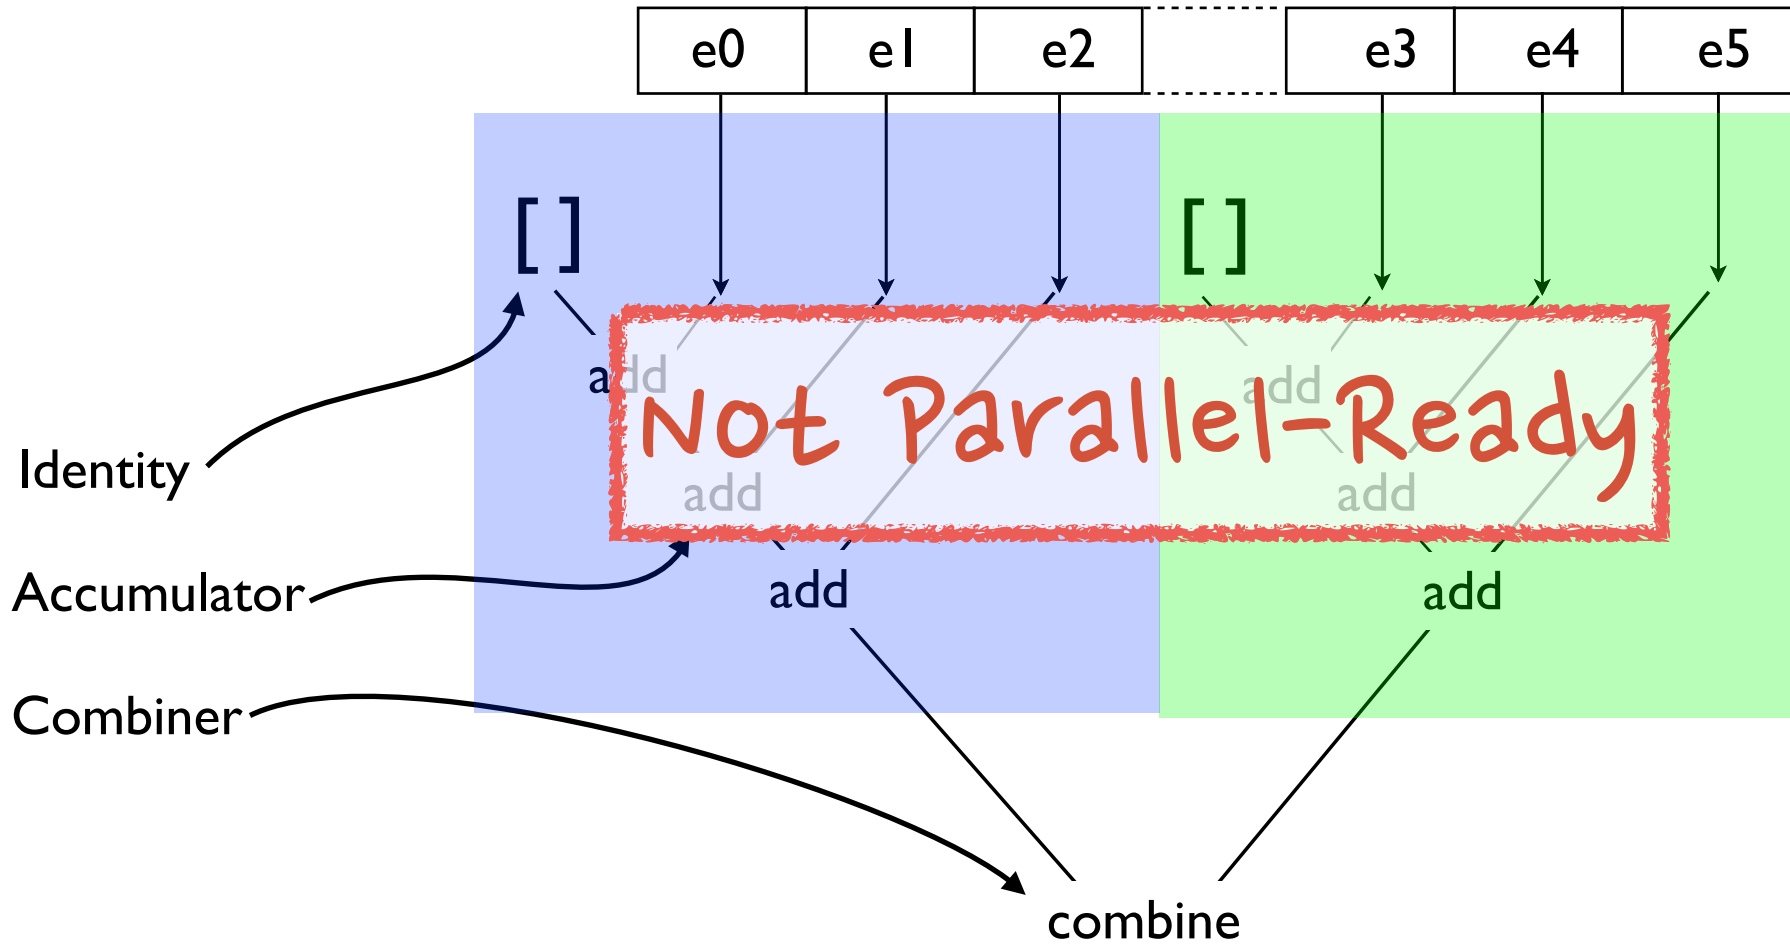 e0 e1 e2 e3 e4 e5
[ ] [ ]
add add
Not Parallel-Ready
Identity
add add
Accumulator
add add
Combiner
combine